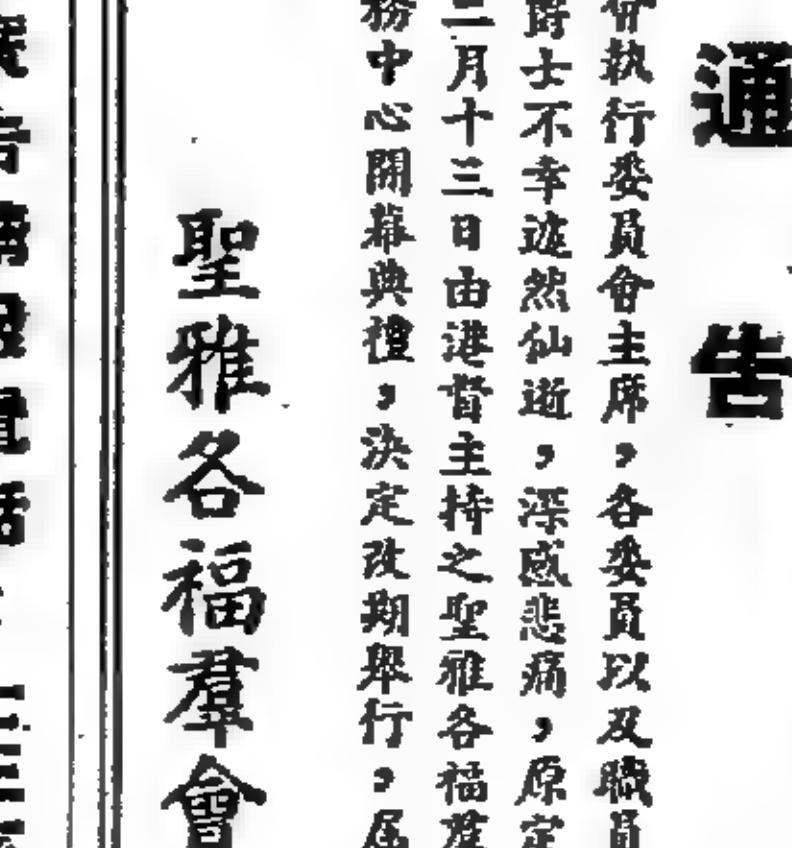 通告
會執行委員會主席，各委員以及職員
爵士不幸遽然仙逝，深感悲痛，原定
二月十三日由港督主持之聖雅各福羣
務中心開幕典禮，決定改期舉行，屆
聖雅各福羣會